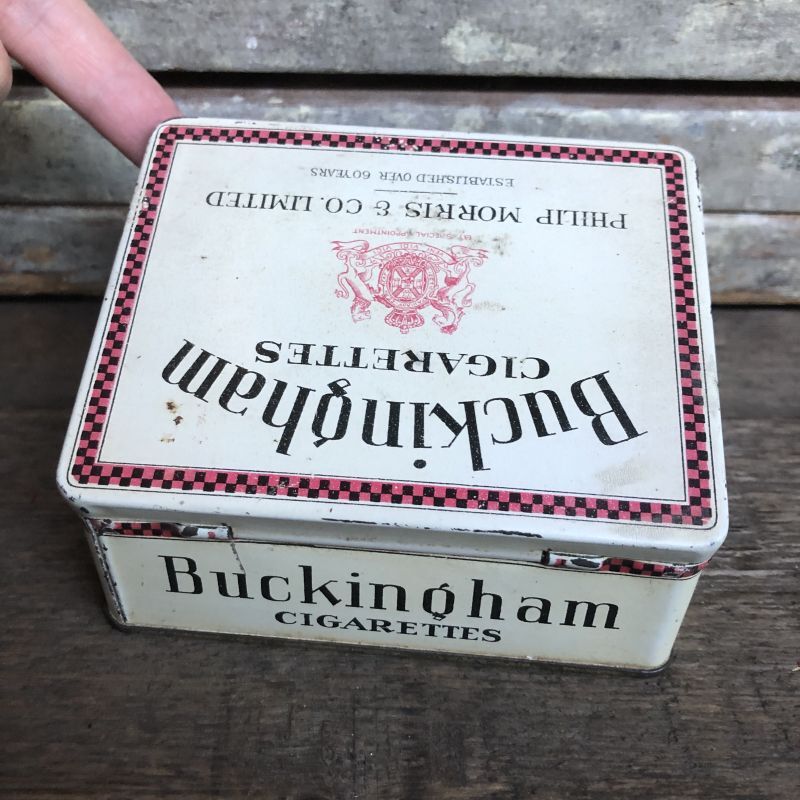 Buckingham
CIGARETTES
BY SPECIAL APPOINTMENT
PHILIP MORRIS & CO. LIMITED
ESTABLISHED OVER 60 YEARS
Buckingham
CIGARETTES